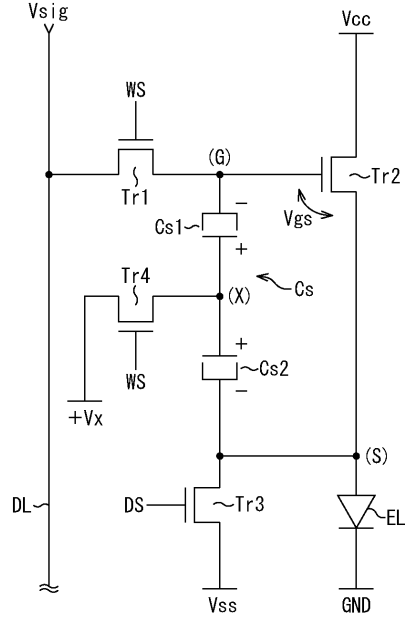 Vsig
Vcc
WS
(G)
Tr1
Tr2
Vgs
−
Cs1
+
Tr4
(X)
Cs
WS
+
Cs2
−
+Vx
(S)
DL
DS
Tr3
EL
Vss
GND